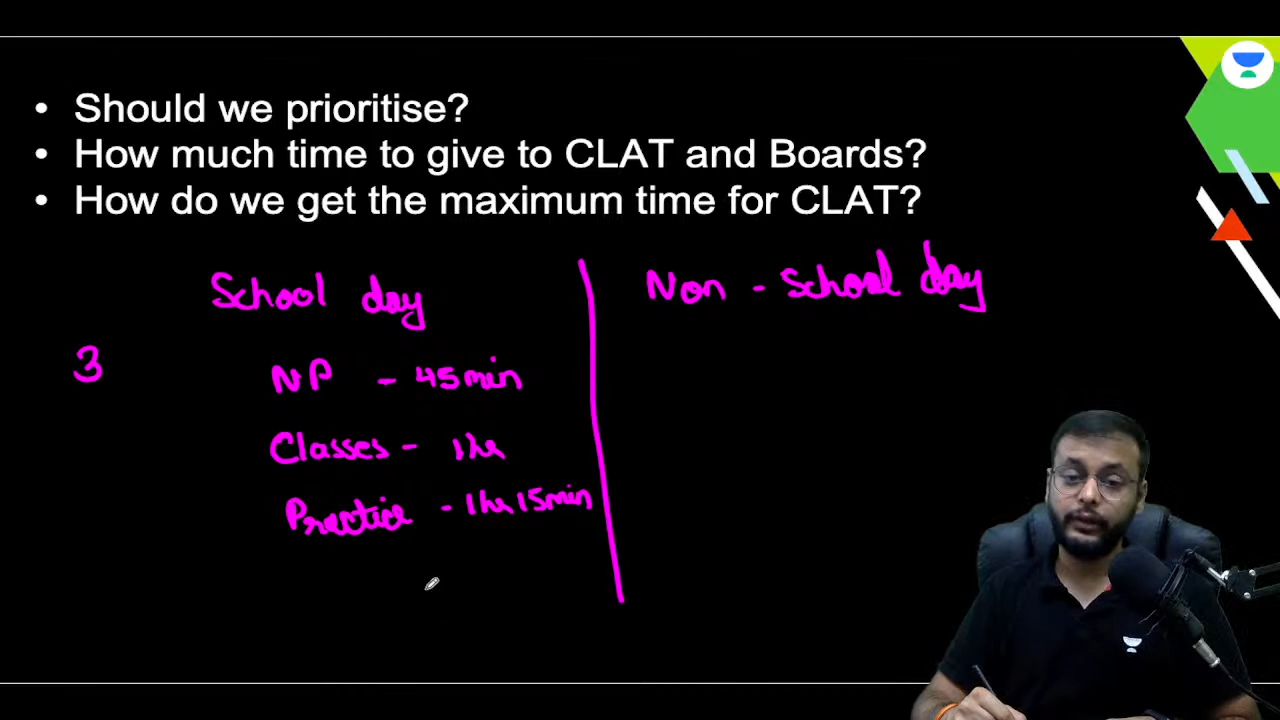 • Should we prioritise?
• How much time to give to CLAT and Boards?
• How do we get the maximum time for CLAT?
School day
Non - School day
3
NP - 45min
Classes - 1hr
Practice - 1hr 15min